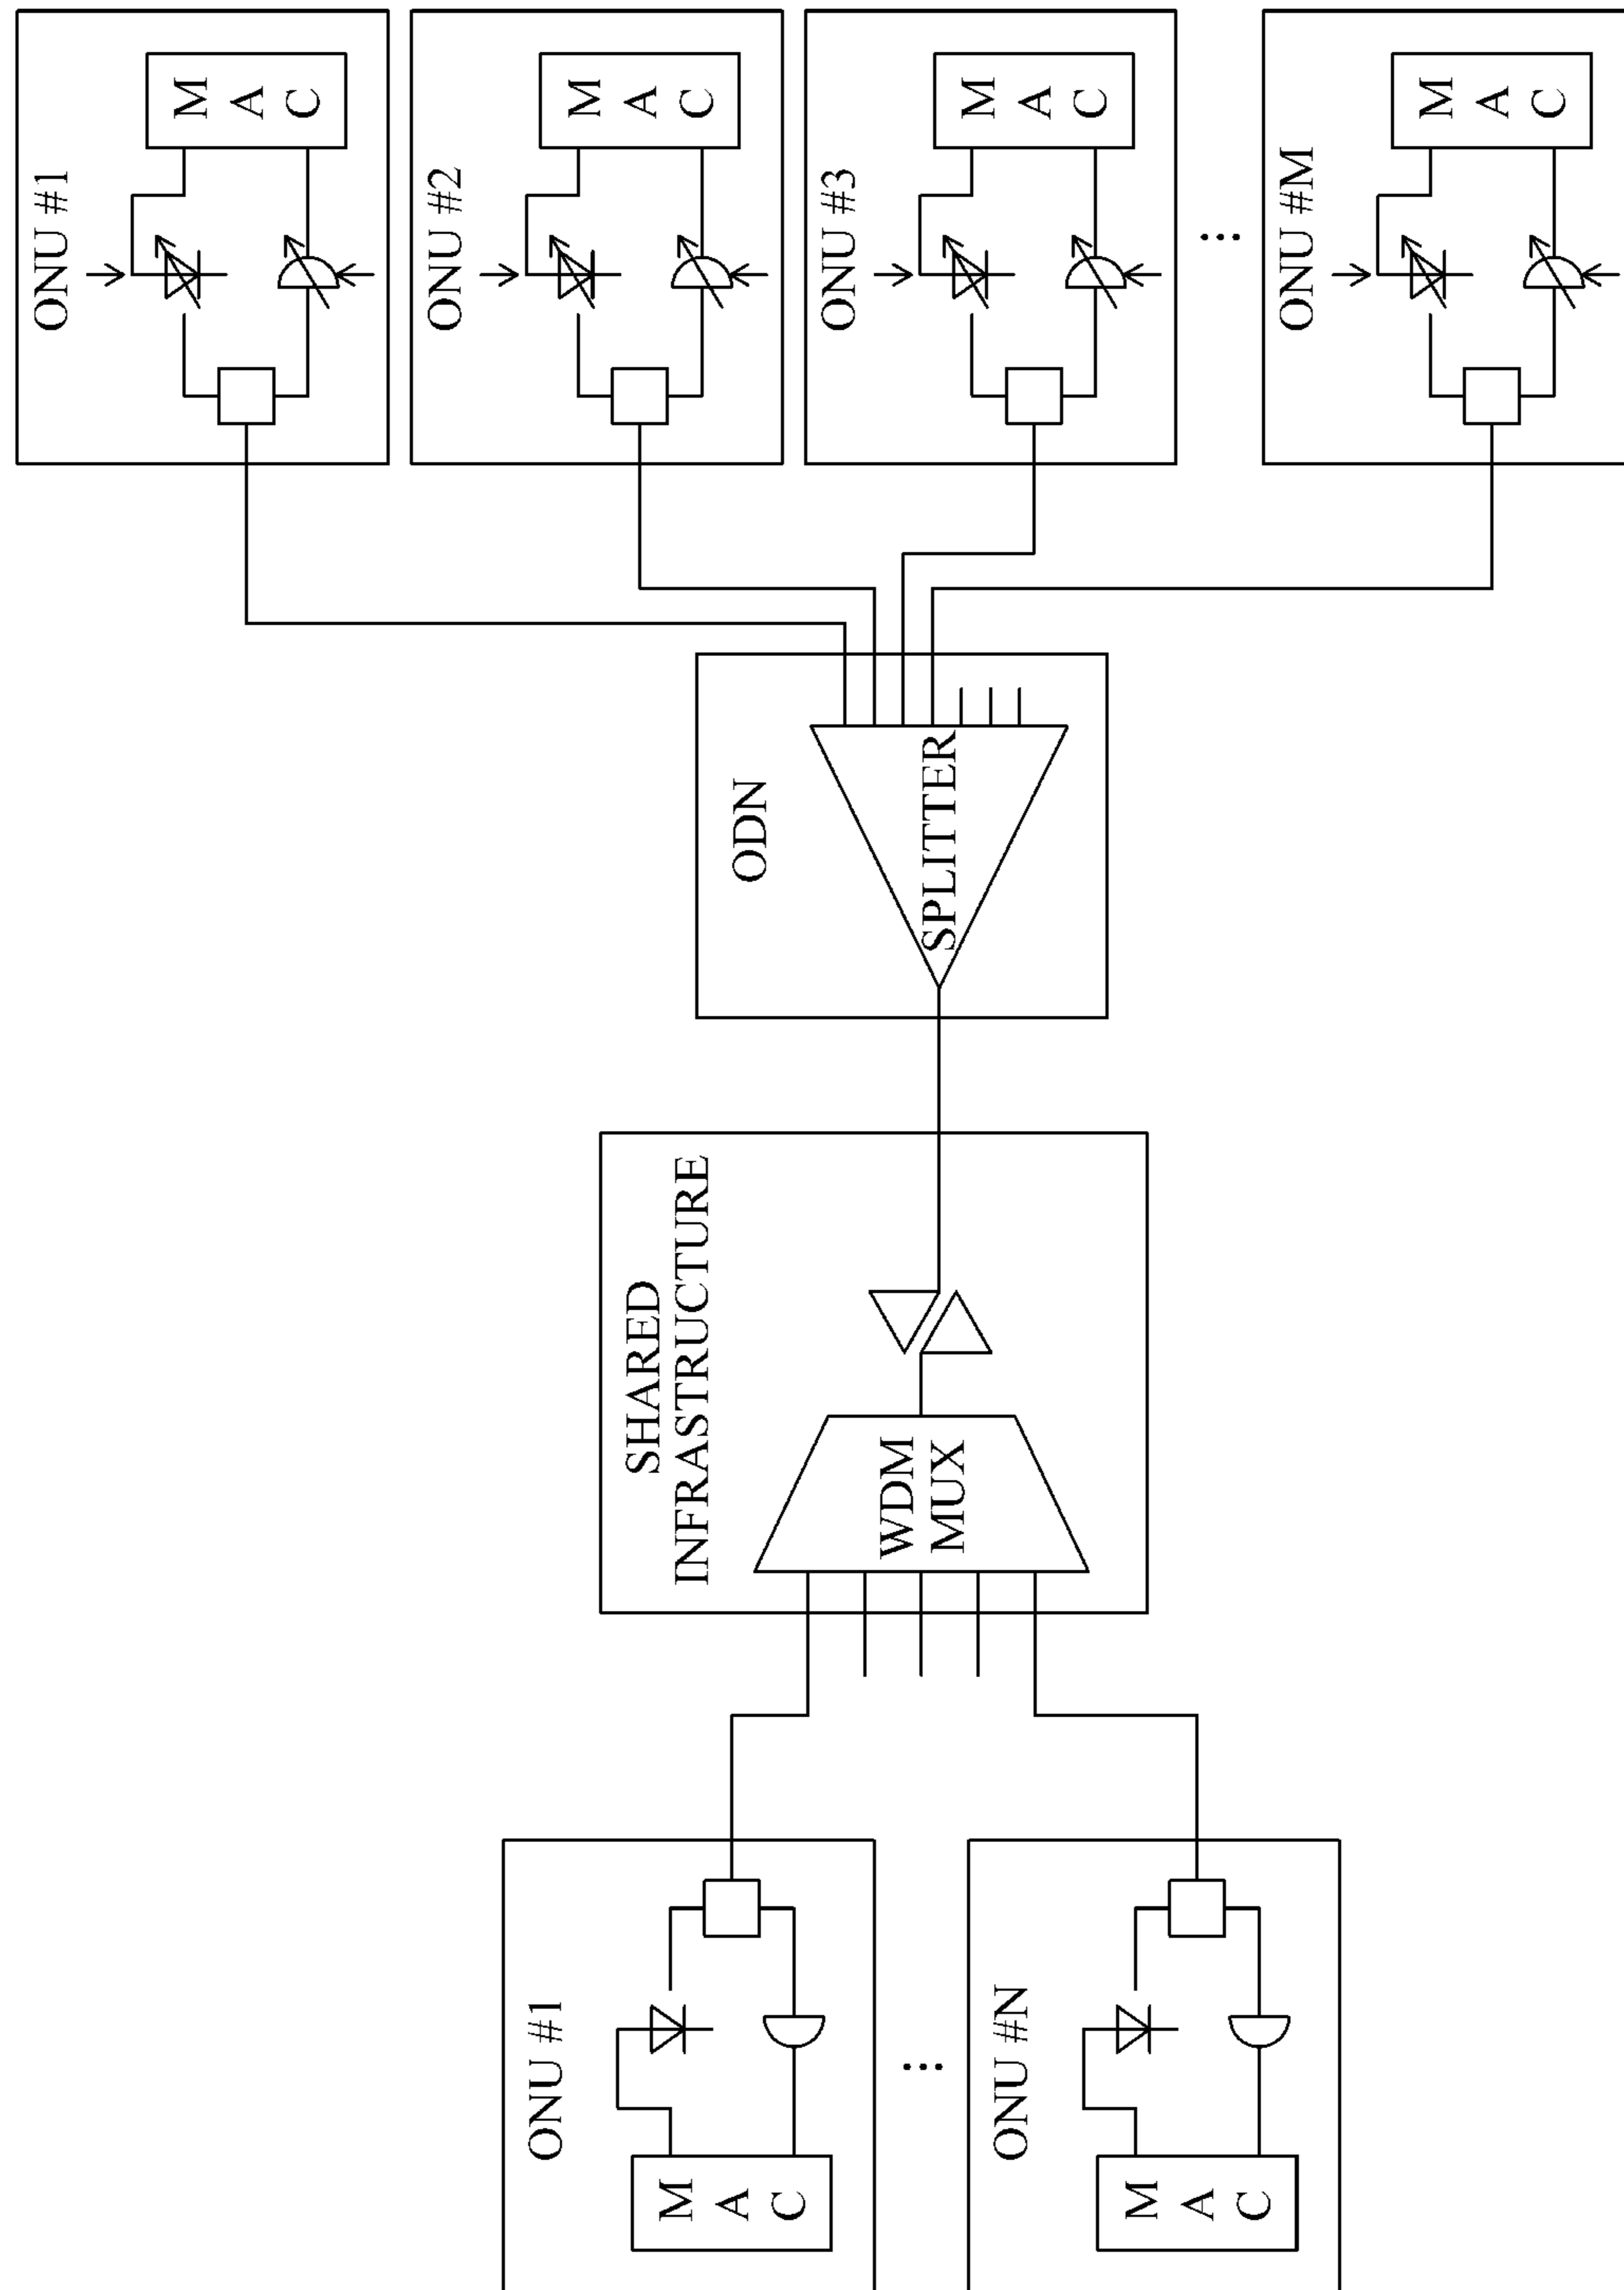 ONU #1
M
A
C
ONU #N
M
A
C
...
SHARED
INFRASTRUCTURE
WDM
MUX
ODN
SPLITTER
ONU #1
M
A
C
ONU #2
M
A
C
ONU #3
M
A
C
...
ONU #M
M
A
C